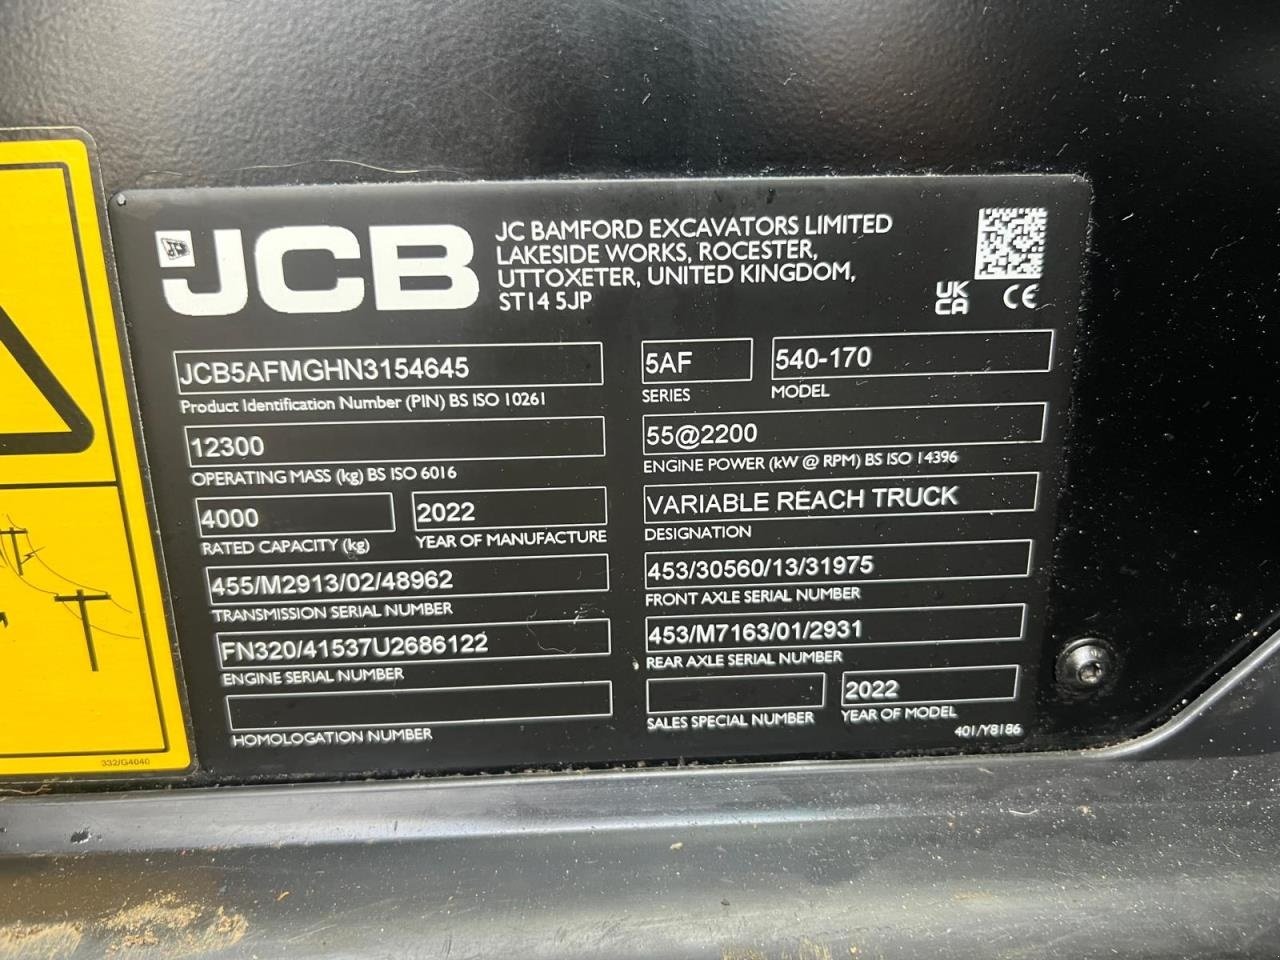 JCB
JC BAMFORD EXCAVATORS LIMITED
LAKESIDE WORKS, ROCESTER,
UTTOXETER, UNITED KINGDOM,
ST14 5JP
UK
CA
CE
JCB5AFMGHN3154645
Product Identification Number (PIN) BS ISO 10261
5AF
SERIES
540-170
MODEL
12300
OPERATING MASS (kg) BS ISO 6016
55@2200
ENGINE POWER (kW @ RPM) BS ISO 14396
4000
RATED CAPACITY (kg)
2022
YEAR OF MANUFACTURE
VARIABLE REACH TRUCK
DESIGNATION
455/M2913/02/48962
TRANSMISSION SERIAL NUMBER
453/30560/13/31975
FRONT AXLE SERIAL NUMBER
FN320/41537U2686122
ENGINE SERIAL NUMBER
453/M7163/01/2931
REAR AXLE SERIAL NUMBER
HOMOLOGATION NUMBER
SALES SPECIAL NUMBER
2022
YEAR OF MODEL
401/Y8186
332/G4040